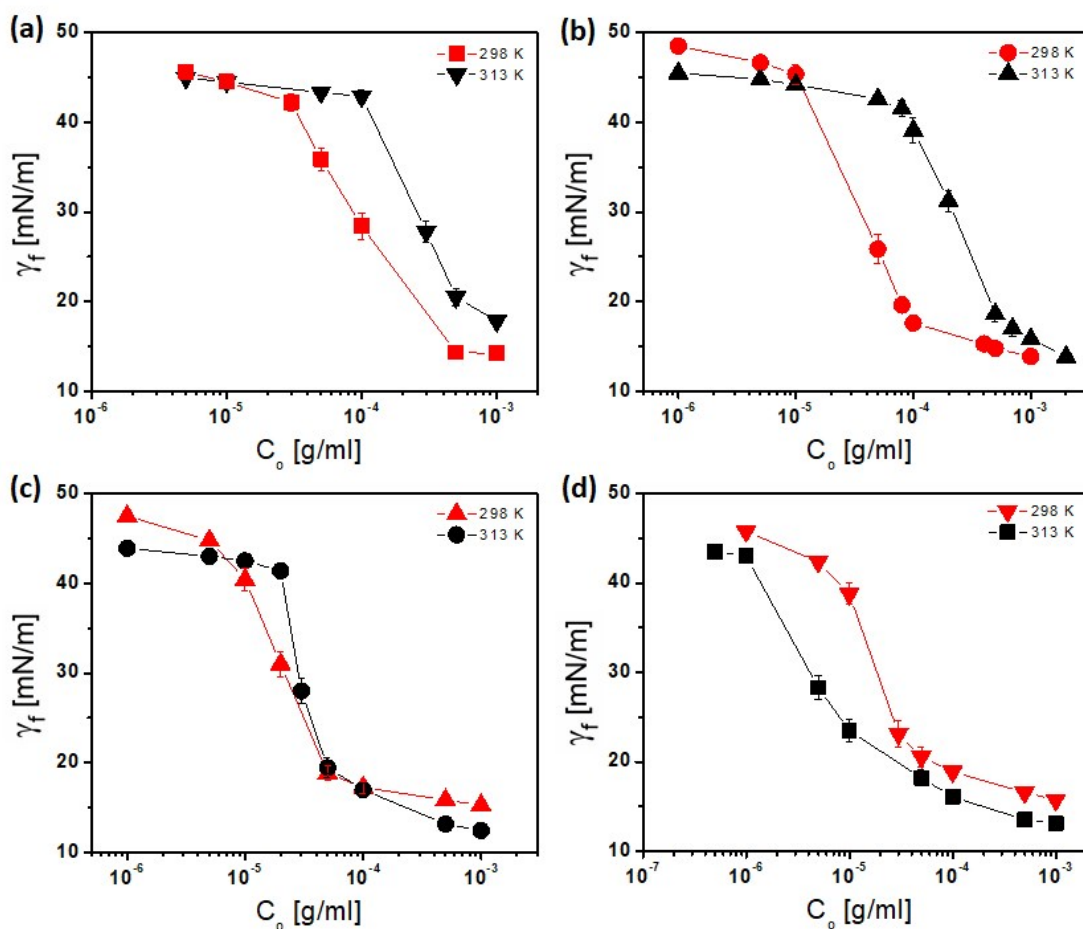 (a)
50
40
30
20
10
γf [mN/m]
298 K
313 K
10-6
10-5
10-4
10-3
Co [g/ml]
(b)
50
40
30
20
10
γf [mN/m]
298 K
313 K
10-6
10-5
10-4
10-3
Co [g/ml]
(c)
50
40
30
20
10
γf [mN/m]
298 K
313 K
10-6
10-5
10-4
10-3
Co [g/ml]
(d)
50
40
30
20
10
γf [mN/m]
298 K
313 K
10-7
10-6
10-5
10-4
10-3
Co [g/ml]